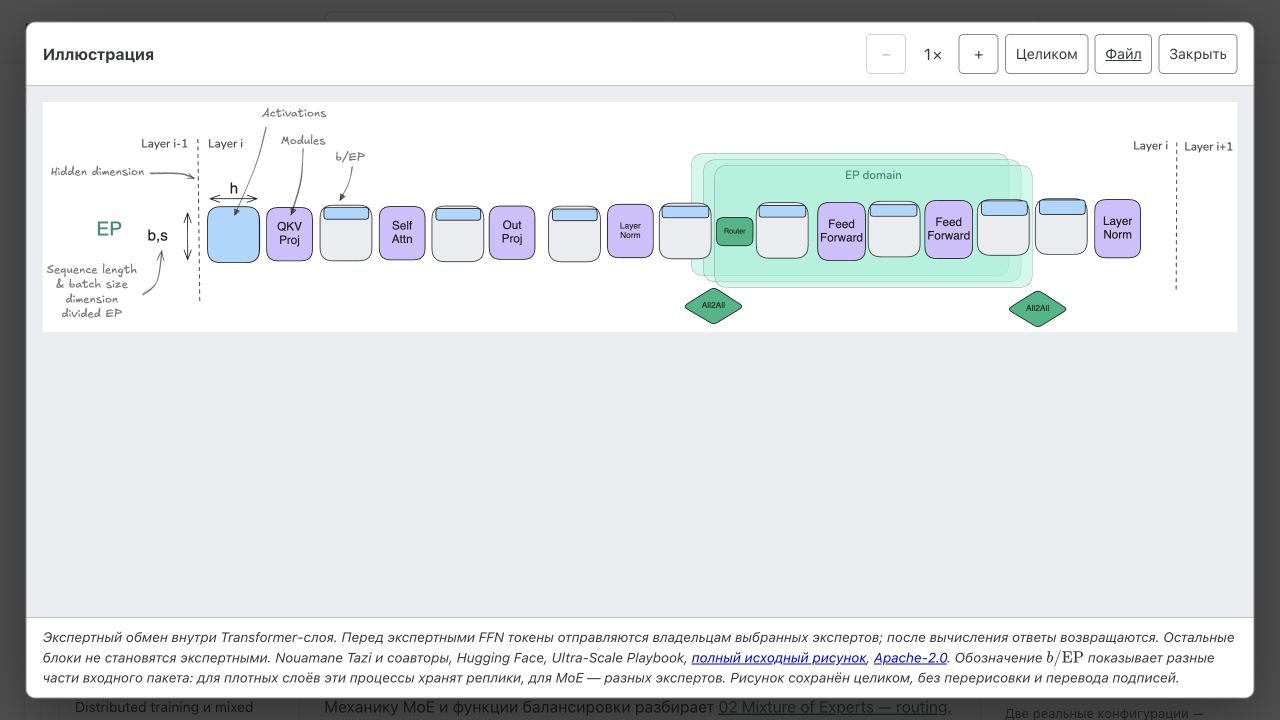 Иллюстрация
−
1×
+
Целиком
Файл
Закрыть
Activations
Layer i-1
Layer i
Modules
b/EP
Layer i
Layer i+1
Hidden dimension
h
EP domain
EP
b,s
QKV
Proj
Self
Attn
Out
Proj
Layer
Norm
Router
Feed
Forward
Feed
Forward
Layer
Norm
Sequence length
& batch size
dimension
divided EP
All2All
All2All
Экспертный обмен внутри Transformer-слоя. Перед экспертными FFN токены отправляются владельцам выбранных экспертов; после вычисления ответы возвращаются. Остальные
блоки не становятся экспертными. Nouamane Tazi и соавторы, Hugging Face, Ultra-Scale Playbook, полный исходный рисунок, Apache-2.0. Обозначение b/EP показывает разные
части входного пакета: для плотных слоёв эти процессы хранят реплики, для MoE — разных экспертов. Рисунок сохранён целиком, без перерисовки и перевода подписей.
Distributed training и mixed
Механику MoE и функции балансировки разбирает 02 Mixture of Experts — routing,
Две реальные конфигурации —